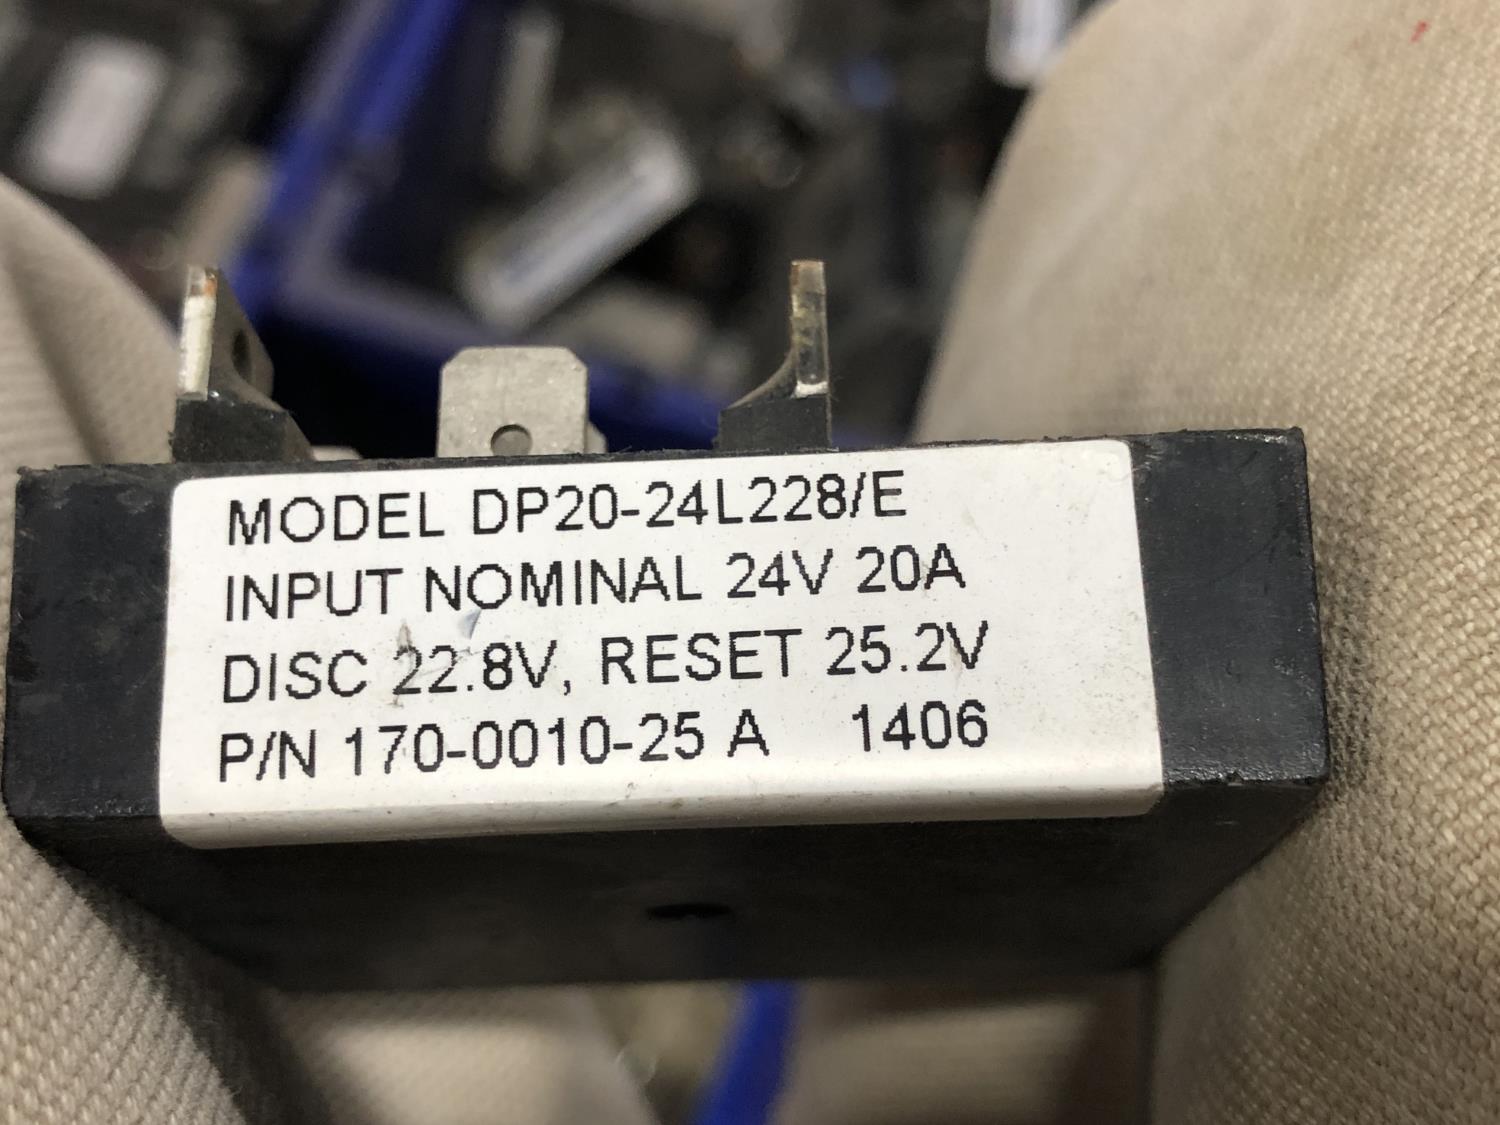 MODEL DP20-24L228/E
INPUT NOMINAL 24V 20A
DISC 22.8V, RESET 25.2V
P/N 170-0010-25 A 1406